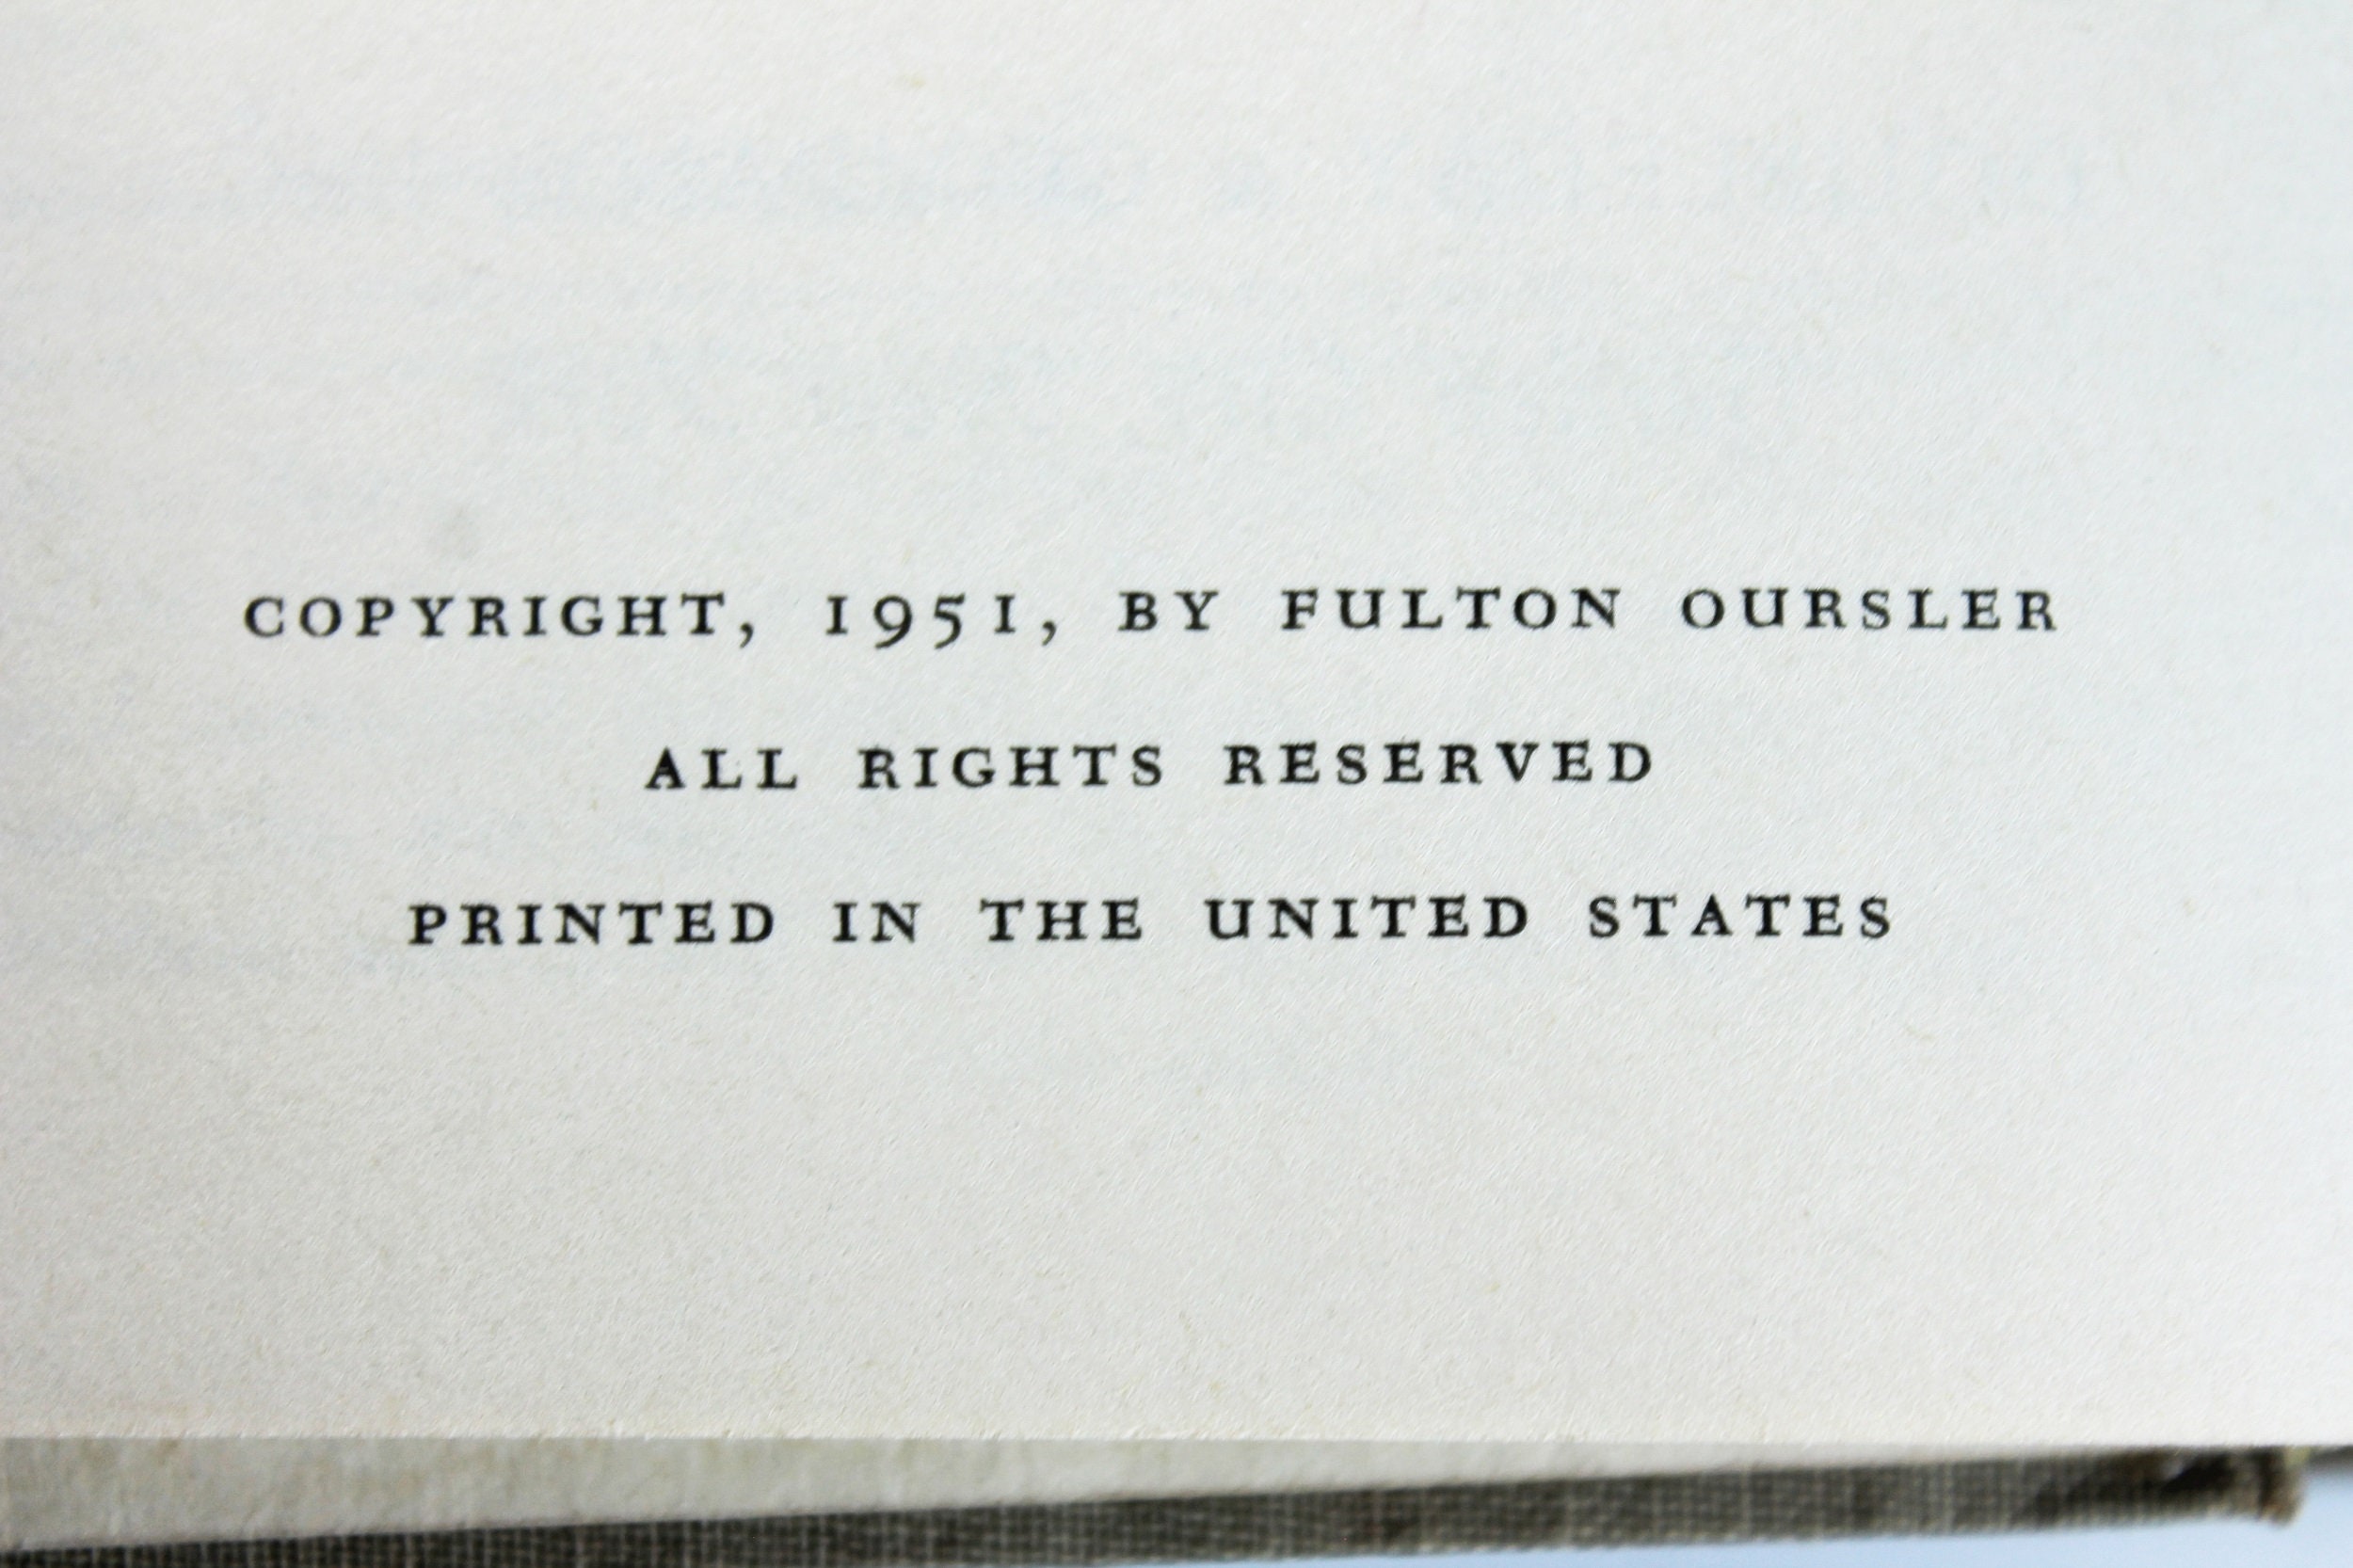 COPYRIGHT, 1951, BY FULTON OURSLER
ALL RIGHTS RESERVED
PRINTED IN THE UNITED STATES